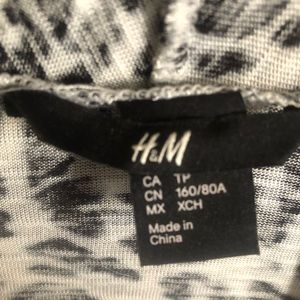 H&M
CA TP
CN 160/80A
MX XCH
Made in
China